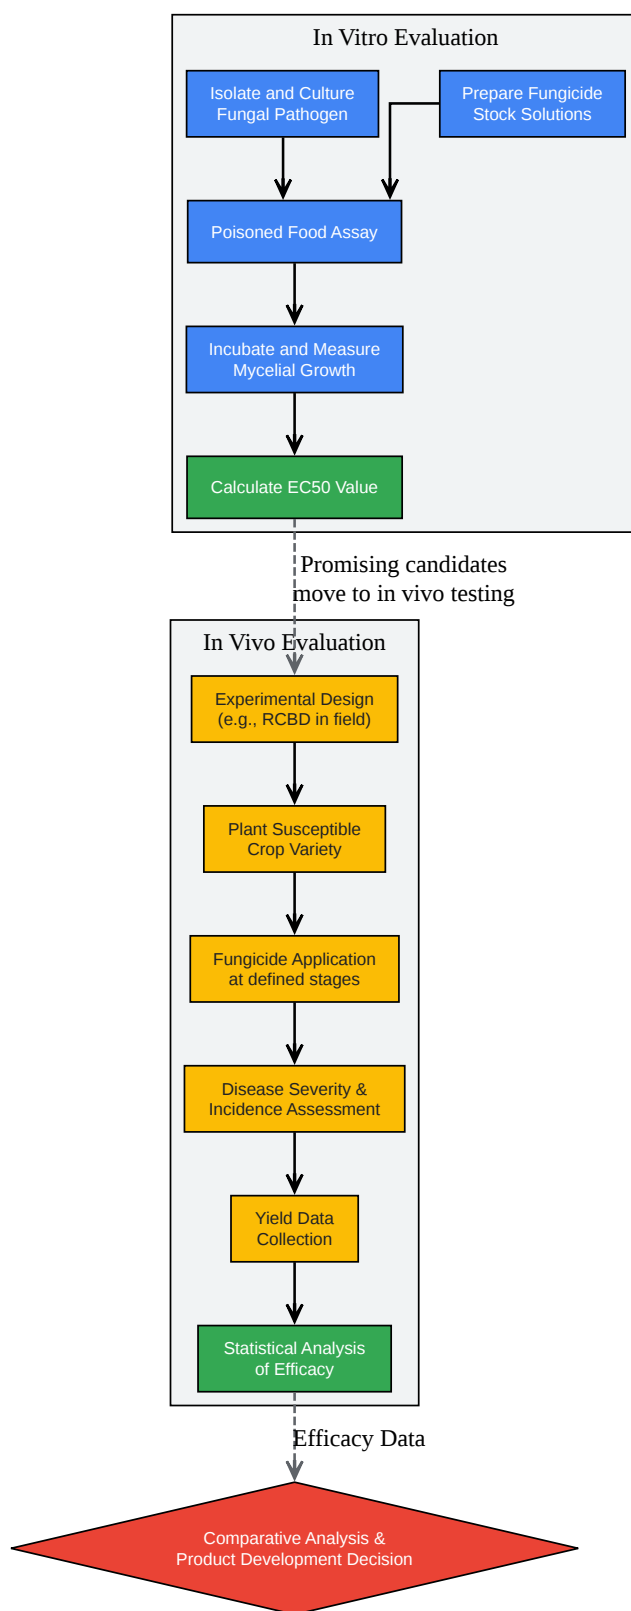 In Vitro Evaluation
Isolate and Culture
Fungal Pathogen
Prepare Fungicide
Stock Solutions
Poisoned Food Assay
Incubate and Measure
Mycelial Growth
Calculate EC50 Value
Promising candidates
move to in vivo testing
In Vivo Evaluation
Experimental Design
(e.g., RCBD in field)
Plant Susceptible
Crop Variety
Fungicide Application
at defined stages
Disease Severity &
Incidence Assessment
Yield Data
Collection
Statistical Analysis
of Efficacy
Efficacy Data
Comparative Analysis &
Product Development Decision